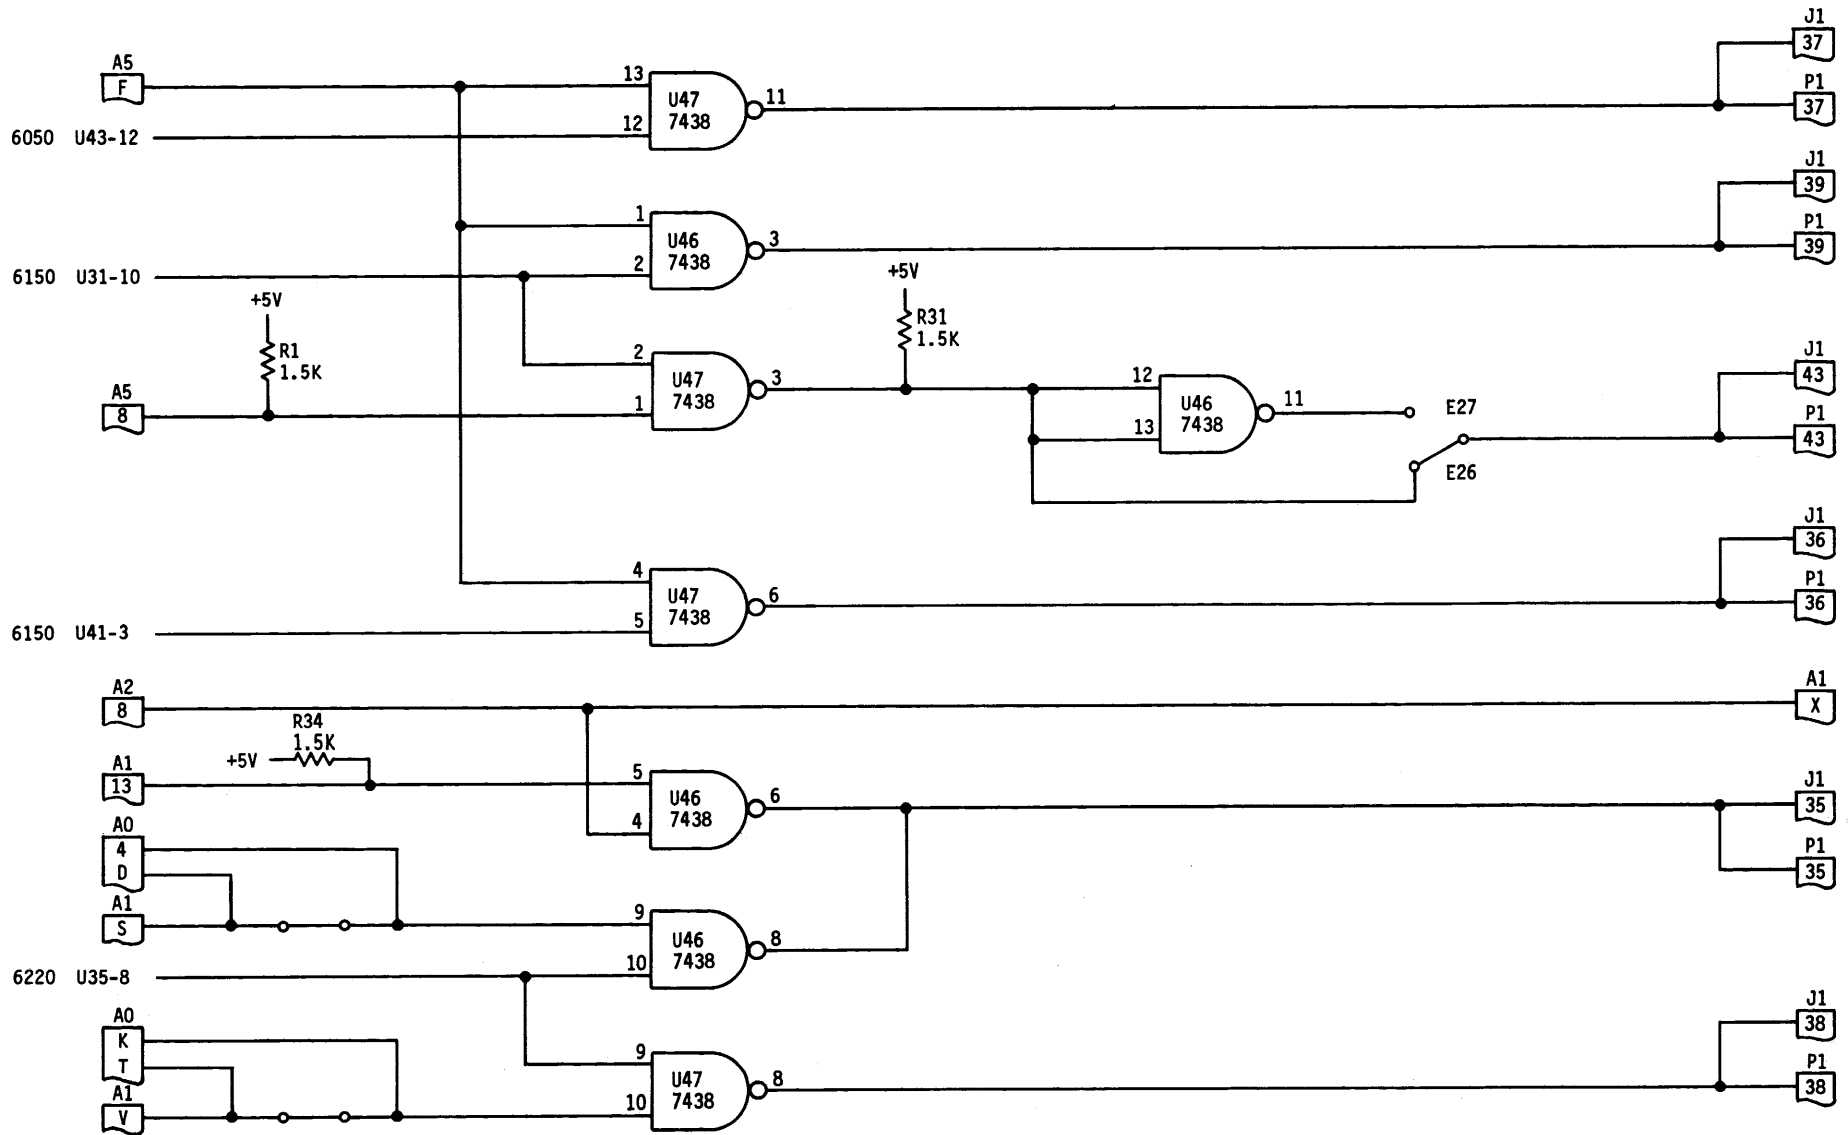 J1
37
A5
F
13
U47
7438
11
P1
37
12
6050 U43-12
J1
39
1
U46
7438
3
P1
39
2
6150 U31-10
+5V
R1
1.5K
+5V
R31
1.5K
2
U47
7438
3
1
A5
8
12
U46
7438
11
13
E27
E26
J1
43
P1
43
J1
36
4
U47
7438
6
P1
36
5
6150 U41-3
A2
8
A1
X
R34
1.5K
+5V
A1
13
5
U46
7438
6
4
J1
35
P1
35
A0
4
D
A1
S
9
U46
7438
8
10
6220 U35-8
A0
K
T
A1
V
9
U47
7438
8
10
J1
38
P1
38